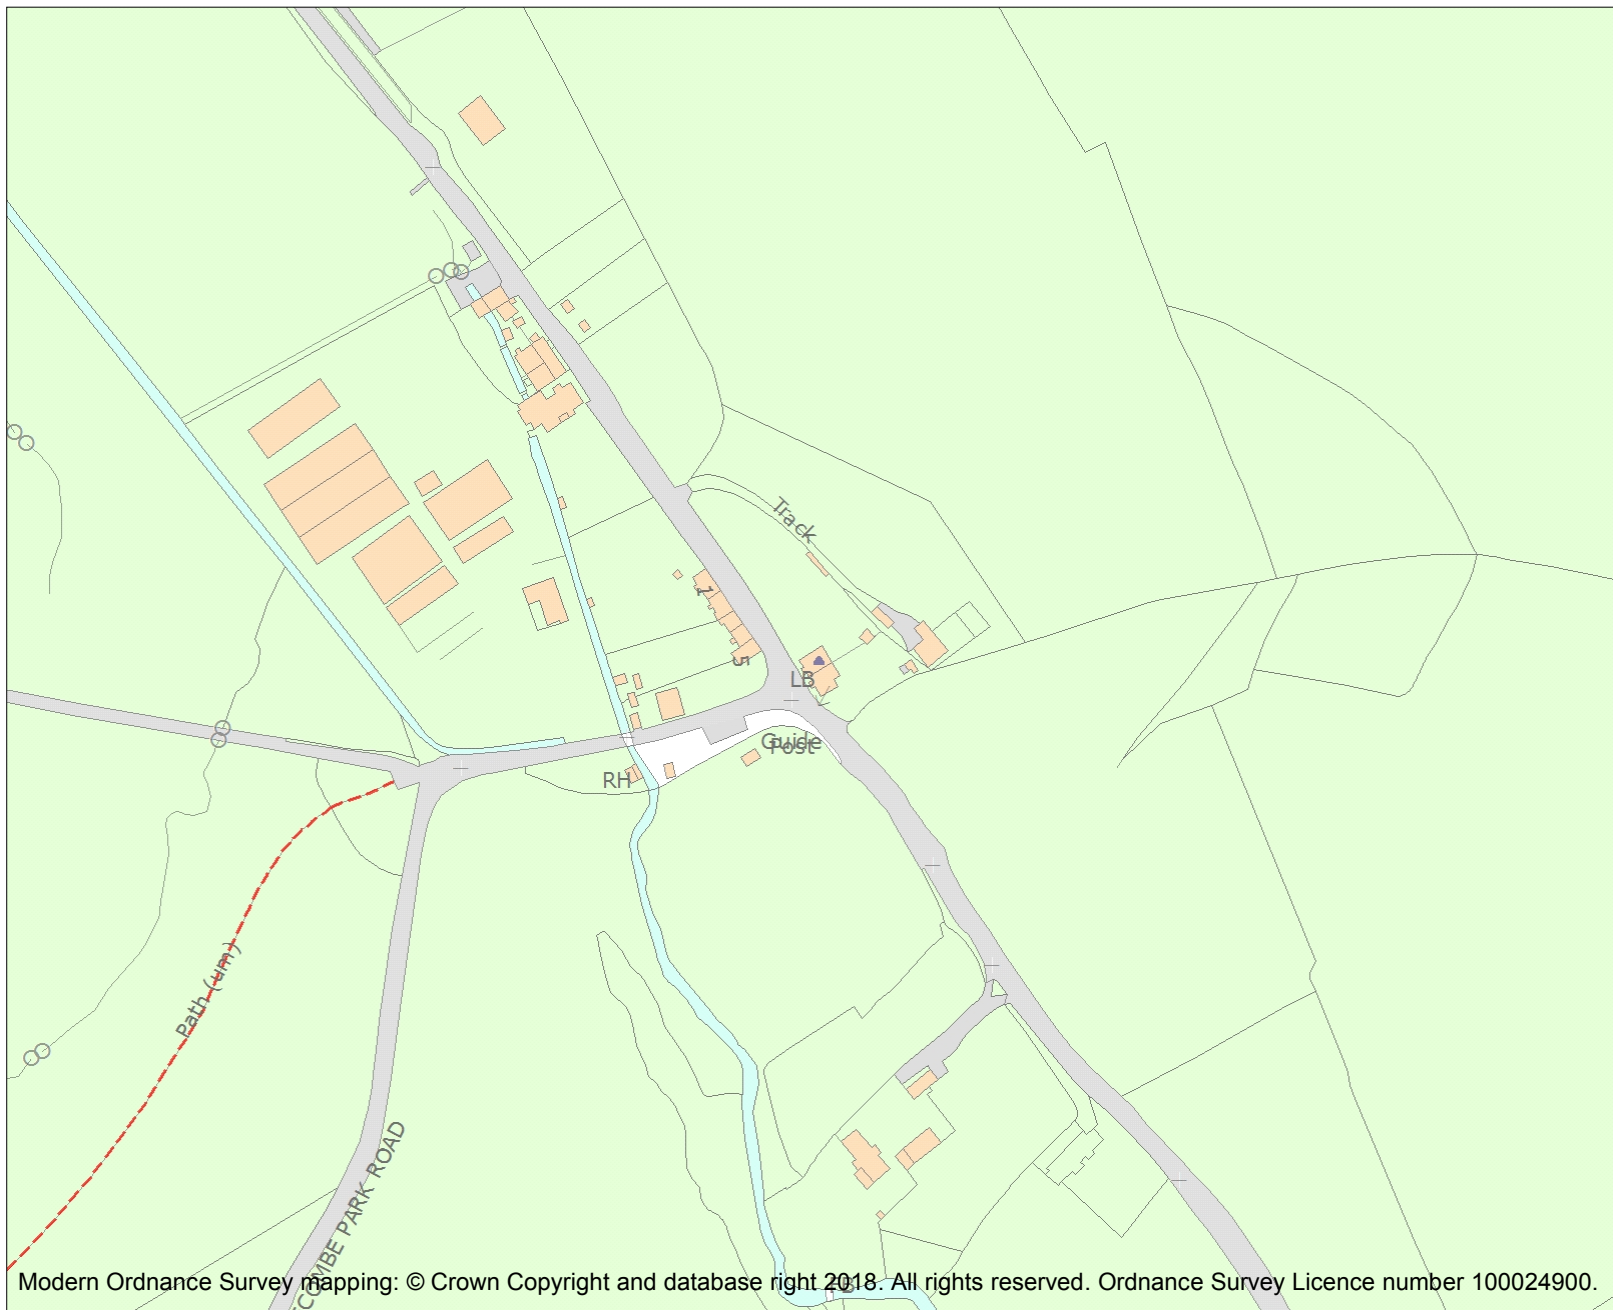 Track
1
5
LB
Guide
Post
RH
Path (um)
COMBE PARK ROAD
FB
Modern Ordnance Survey mapping: © Crown Copyright and database right 2018. All rights reserved. Ordnance Survey Licence number 100024900.